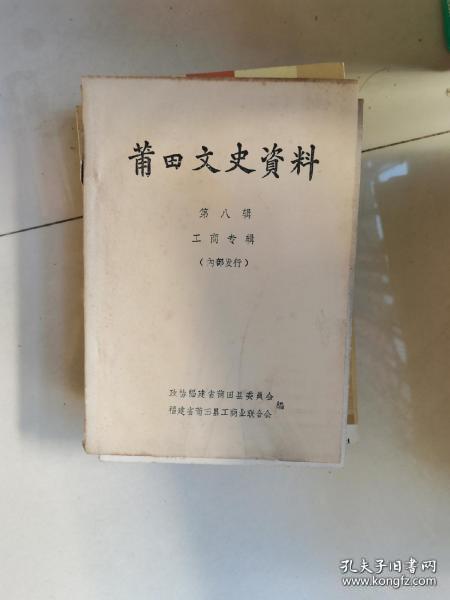 莆田文史資料
第八辑
工商专辑
（内部发行）
政协福建省莆田县委员会
福建省莆田县工商业联合会
编
孔夫子旧书网
www.kongfz.com